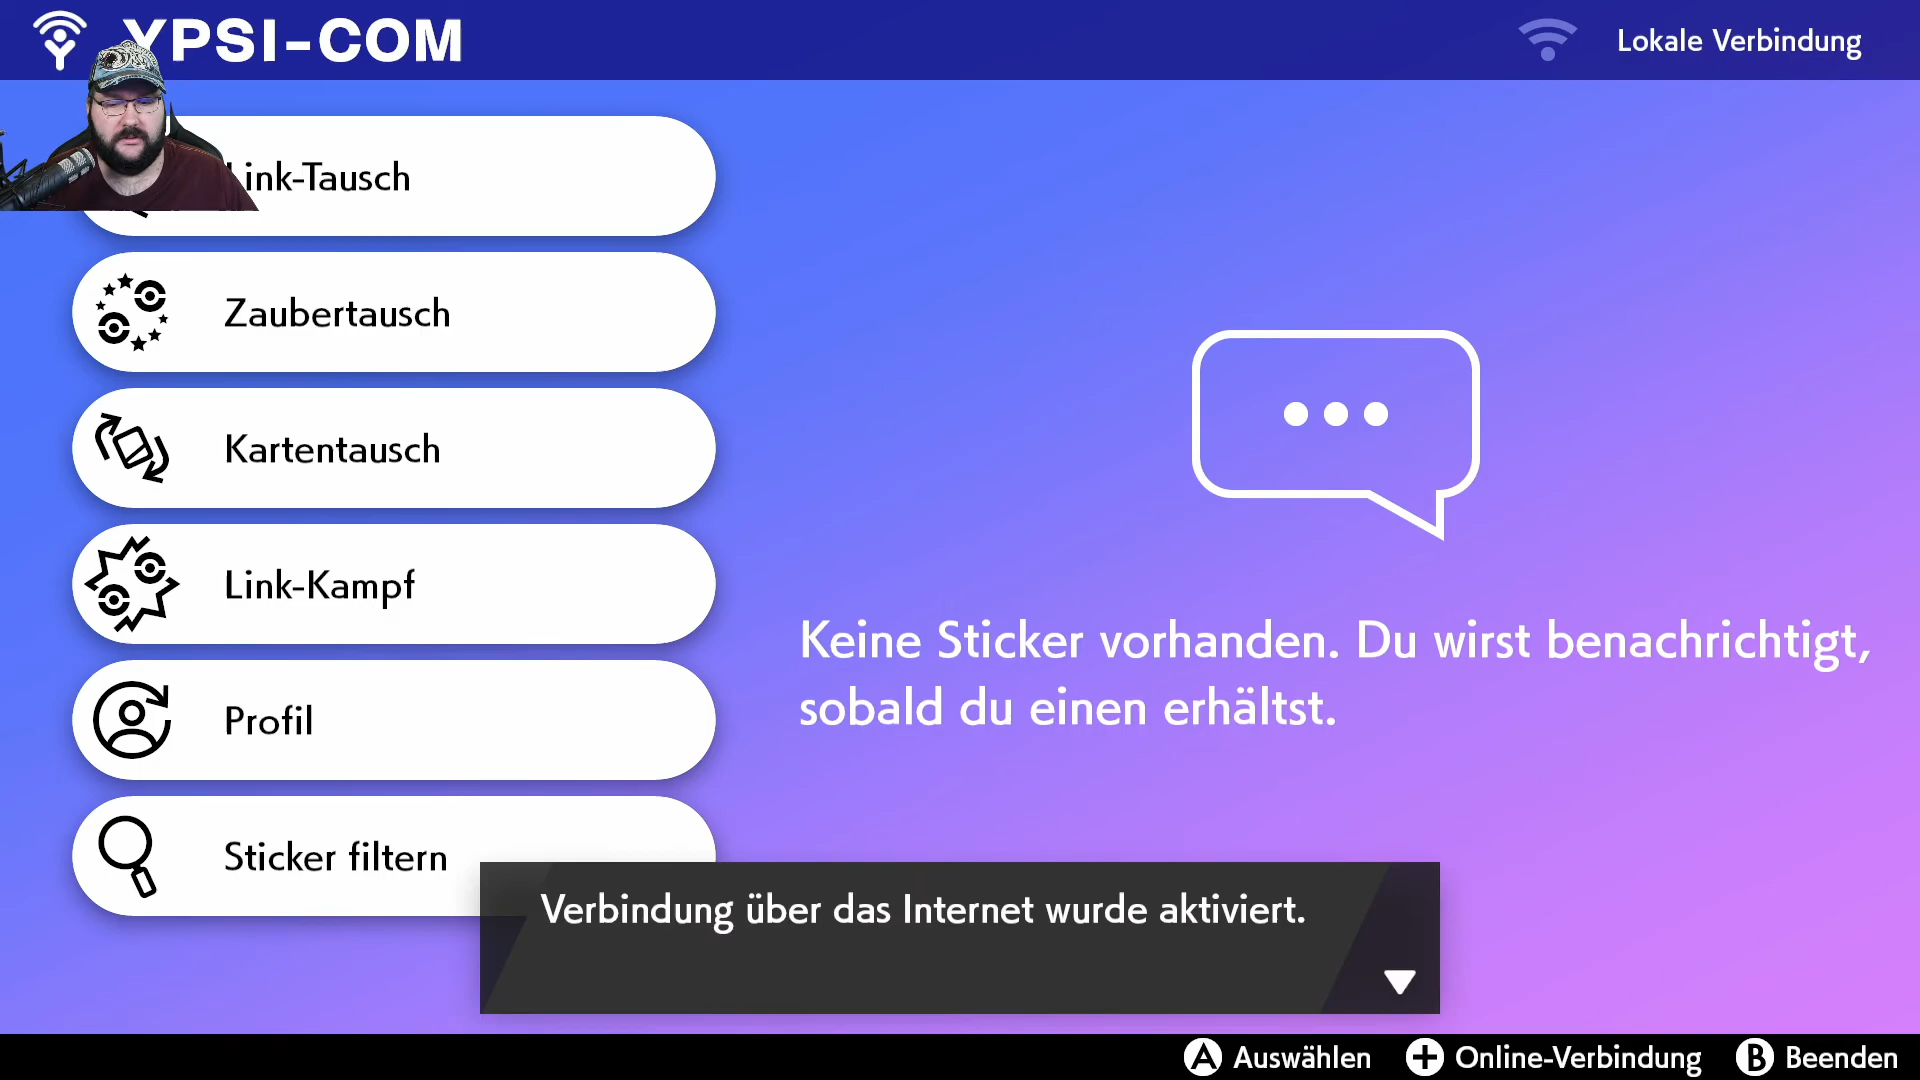 YPSI-COM
Lokale Verbindung
Link-Tausch
Zaubertausch
Kartentausch
Link-Kampf
Profil
Sticker filtern
Keine Sticker vorhanden. Du wirst benachrichtigt,
sobald du einen erhältst.
Verbindung über das Internet wurde aktiviert.
A Auswählen + Online-Verbindung B Beenden